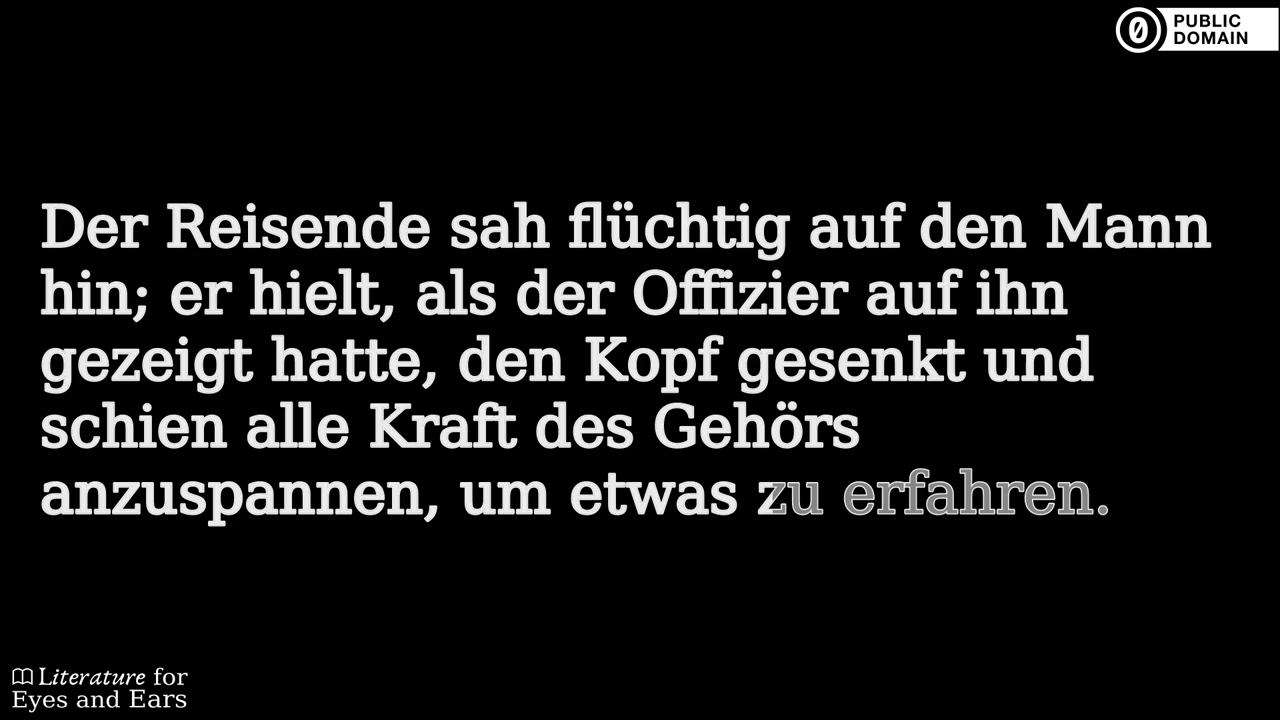 PUBLIC
DOMAIN
Der Reisende sah flüchtig auf den Mann
hin; er hielt, als der Offizier auf ihn
gezeigt hatte, den Kopf gesenkt und
schien alle Kraft des Gehörs
anzuspannen, um etwas zu erfahren.
Literature for
Eyes and Ears